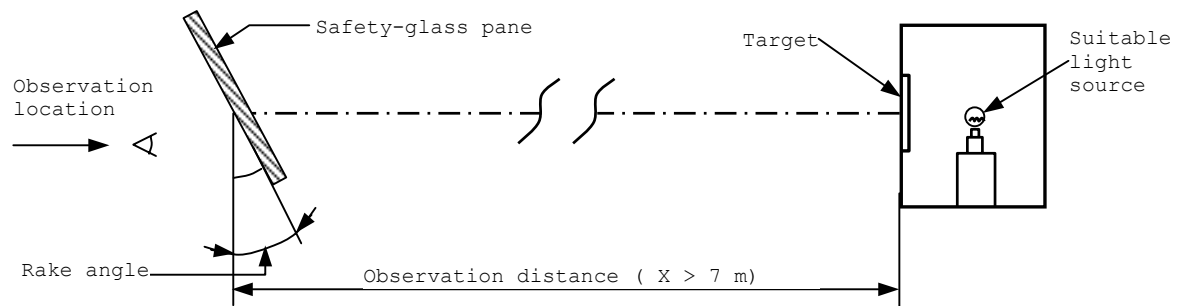 Safety-glass pane
Target
Suitable
light
source
Observation
location
Rake angle
Observation distance ( X > 7 m)